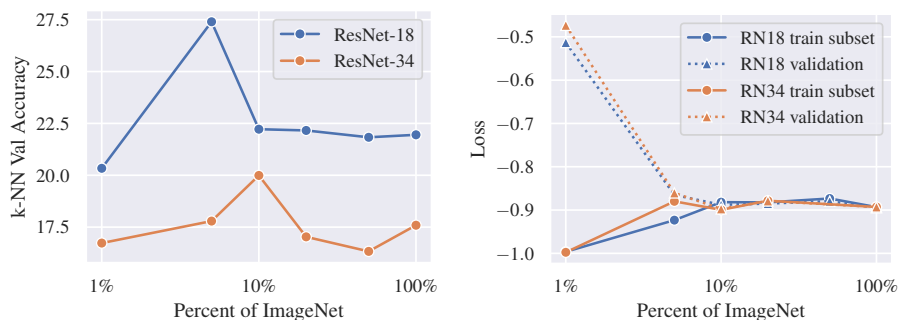 27.5
25.0
22.5
20.0
17.5
k-NN Val Accuracy
ResNet-18
ResNet-34
1%
10%
100%
Percent of ImageNet
−0.5
−0.6
−0.7
−0.8
−0.9
−1.0
Loss
RN18 train subset
RN18 validation
RN34 train subset
RN34 validation
1%
10%
100%
Percent of ImageNet